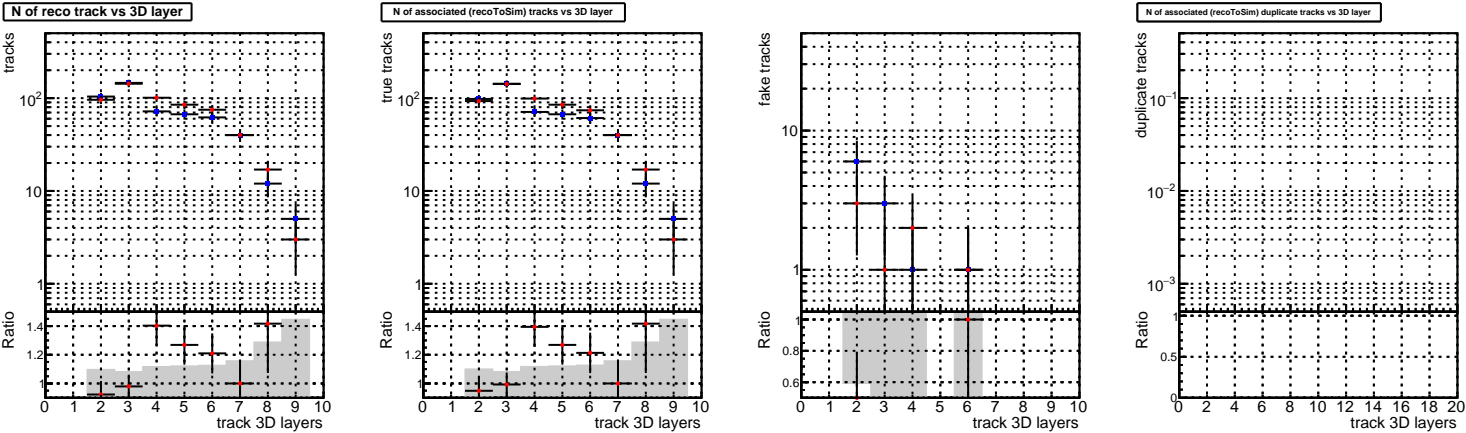 N of reco track vs 3D layer
tracks
10²
10
1
Ratio
1.4
1.2
1
0 1 2 3 4 5 6 7 8 9 10
track 3D layers
N of associated (recoToSim) tracks vs 3D layer
true tracks
10²
10
1
Ratio
1.4
1.2
1
0 1 2 3 4 5 6 7 8 9 10
track 3D layers
fake tracks
10
1
Ratio
1.0
0.8
0.6
0 1 2 3 4 5 6 7 8 9 10
track 3D layers
N of associated (recoToSim) duplicate tracks vs 3D layer
duplicate tracks
10⁻¹
10⁻²
10⁻³
Ratio
1
0.5
0
0 2 4 6 8 10 12 14 16 18 20
track 3D layers